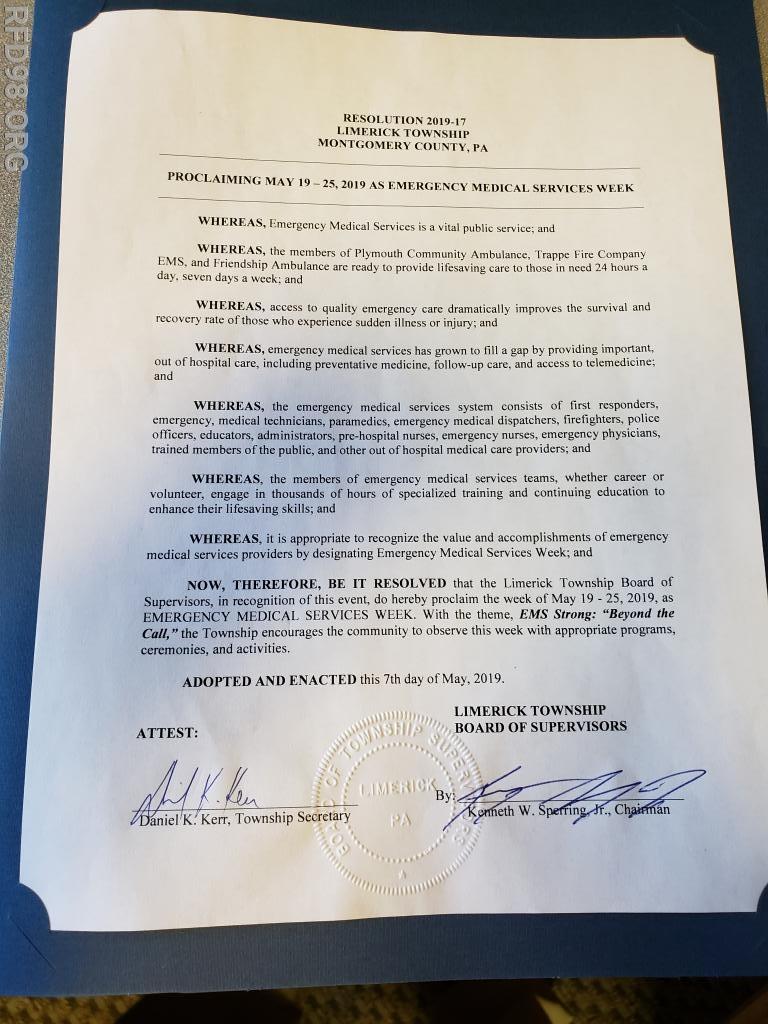 RFD98.ORG
RESOLUTION 2019-17
LIMERICK TOWNSHIP
MONTGOMERY COUNTY, PA
PROCLAIMING MAY 19 – 25, 2019 AS EMERGENCY MEDICAL SERVICES WEEK
WHEREAS, Emergency Medical Services is a vital public service; and
WHEREAS, the members of Plymouth Community Ambulance, Trappe Fire Company
EMS, and Friendship Ambulance are ready to provide lifesaving care to those in need 24 hours a
day, seven days a week; and
WHEREAS, access to quality emergency care dramatically improves the survival and
recovery rate of those who experience sudden illness or injury; and
WHEREAS, emergency medical services has grown to fill a gap by providing important,
out of hospital care, including preventative medicine, follow-up care, and access to telemedicine;
and
WHEREAS, the emergency medical services system consists of first responders,
emergency, medical technicians, paramedics, emergency medical dispatchers, firefighters, police
officers, educators, administrators, pre-hospital nurses, emergency nurses, emergency physicians,
trained members of the public, and other out of hospital medical care providers; and
WHEREAS, the members of emergency medical services teams, whether career or
volunteer, engage in thousands of hours of specialized training and continuing education to
enhance their lifesaving skills; and
WHEREAS, it is appropriate to recognize the value and accomplishments of emergency
medical services providers by designating Emergency Medical Services Week; and
NOW, THEREFORE, BE IT RESOLVED that the Limerick Township Board of
Supervisors, in recognition of this event, do hereby proclaim the week of May 19 - 25, 2019, as
EMERGENCY MEDICAL SERVICES WEEK. With the theme, EMS Strong: “Beyond the
Call,” the Township encourages the community to observe this week with appropriate programs,
ceremonies, and activities.
ADOPTED AND ENACTED this 7th day of May, 2019.
LIMERICK TOWNSHIP
BOARD OF SUPERVISORS
ATTEST:
BOARD OF TOWNSHIP SUPERVISORS
LIMERICK
PA
K. Kerr
By:
Daniel K. Kerr, Township Secretary
Kenneth W. Sperring, Jr., Chairman